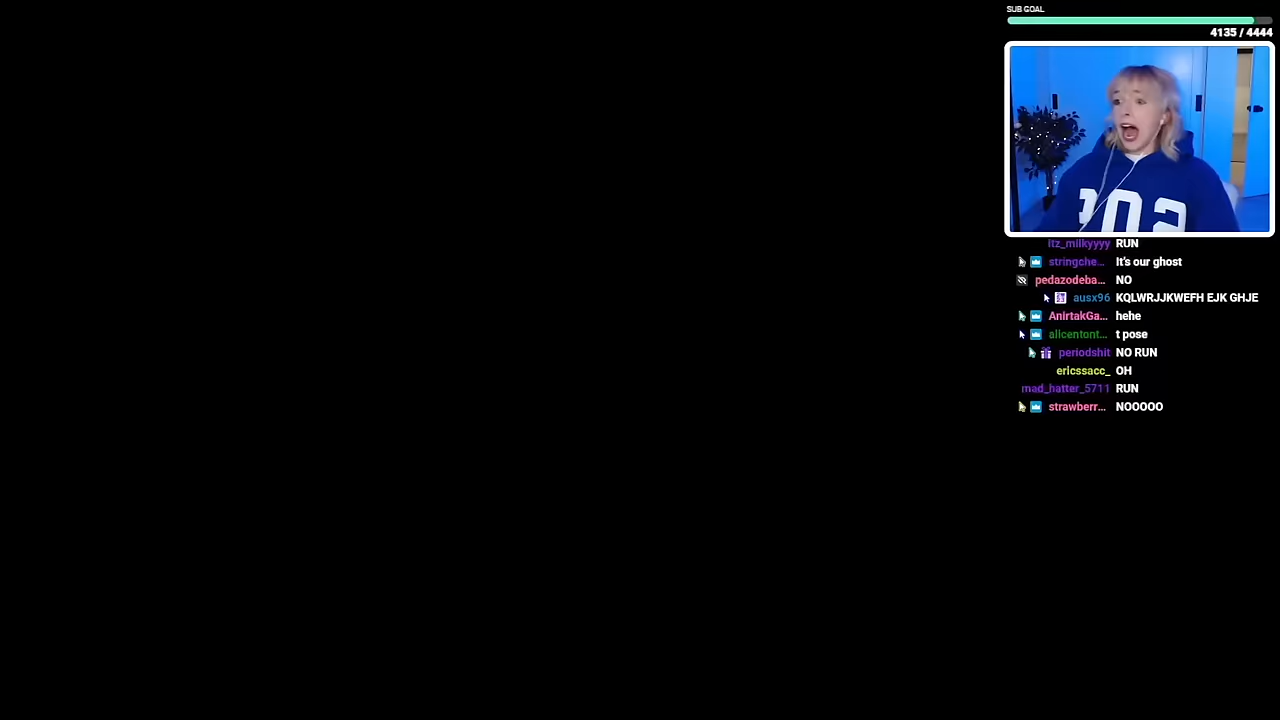 SUB GOAL
4135 / 4444
itz_milkyyyy RUN
stringche... It's our ghost
pedazodeba... NO
ausx96 KQLWRJJKWEFH EJK GHJE
AnirtakGa... hehe
alicentont... t pose
periodshit NO RUN
ericssacc_ OH
mad_hatter_5711 RUN
strawberr... NOOOOO